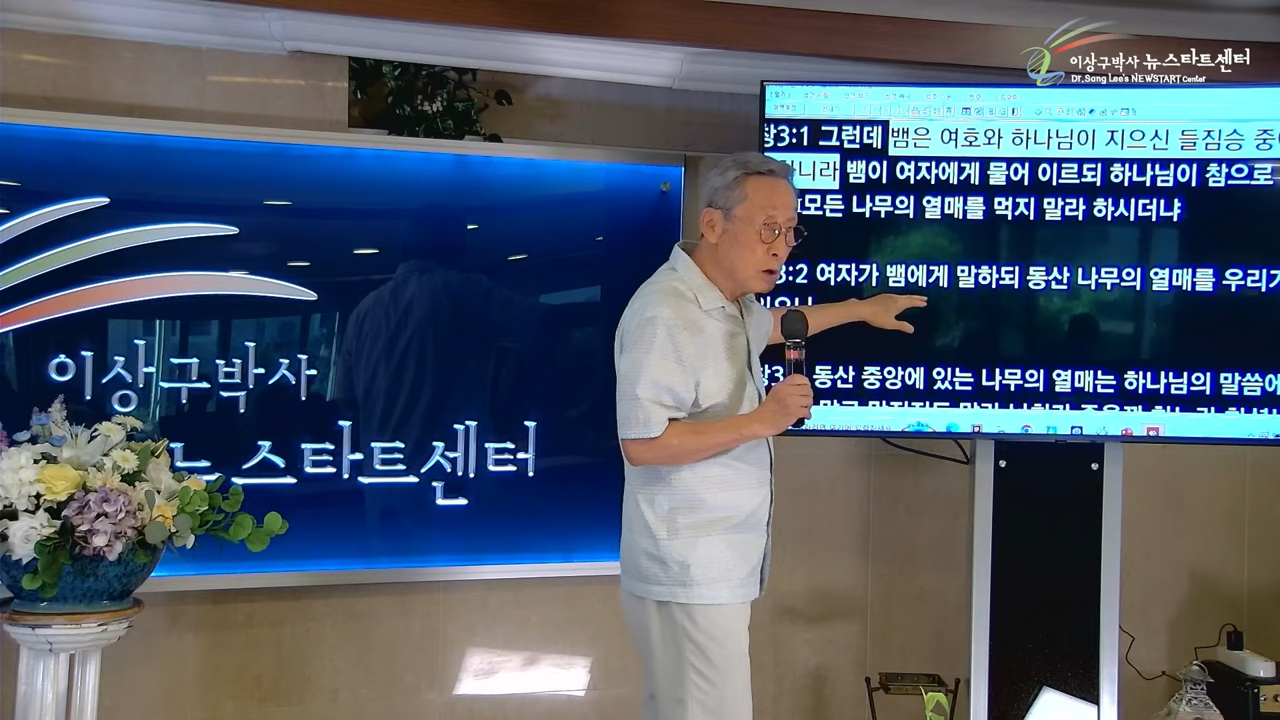 이상구박사 뉴스타트센터
Dr.Sang Lee's NEWSTART Center
창3:1 그런데 뱀은 여호와 하나님이 지으신 들짐승 중에
아니라 뱀이 여자에게 물어 이르되 하나님이 참으로
모든 나무의 열매를 먹지 말라 하시더냐
3:2 여자가 뱀에게 말하되 동산 나무의 열매를 우리가
동산 중앙에 있는 나무의 열매는 하나님의 말씀에
이상구박사
뉴스타트센터